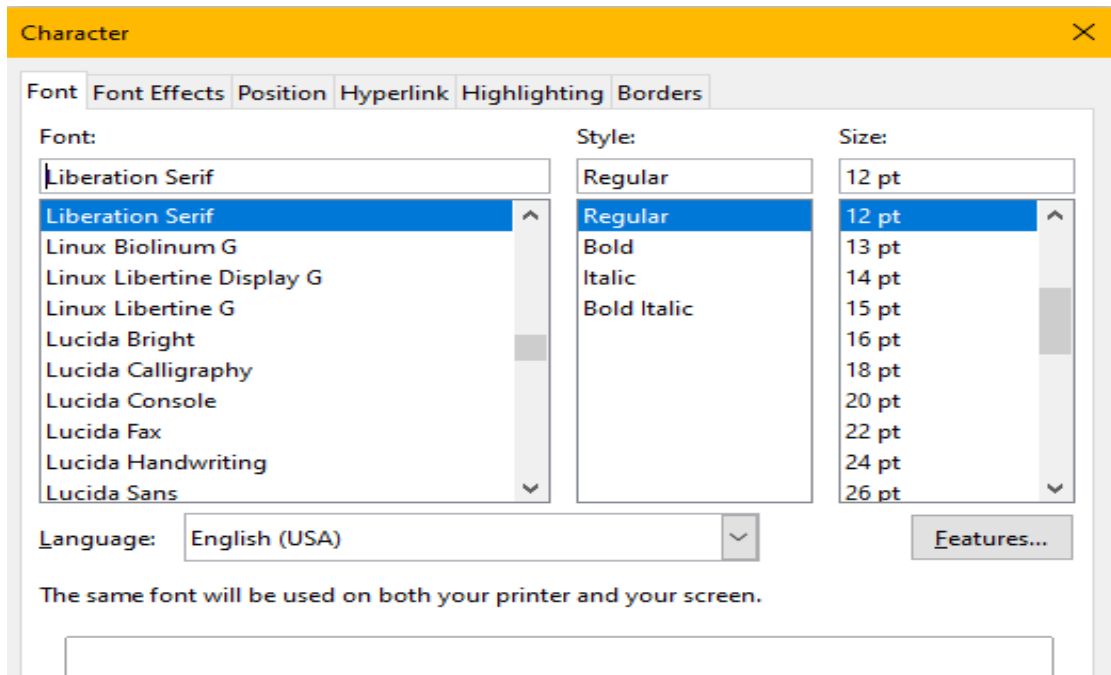 Character
Font Font Effects Position Hyperlink Highlighting Borders
Font: Style: Size:
Liberation Serif Regular 12 pt
Liberation Serif Regular 12 pt
Linux Biolinum G Bold 13 pt
Linux Libertine Display G Italic 14 pt
Linux Libertine G Bold Italic 15 pt
Lucida Bright 16 pt
Lucida Calligraphy 18 pt
Lucida Console 20 pt
Lucida Fax 22 pt
Lucida Handwriting 24 pt
Lucida Sans 26 pt
Language: English (USA) Features...
The same font will be used on both your printer and your screen.